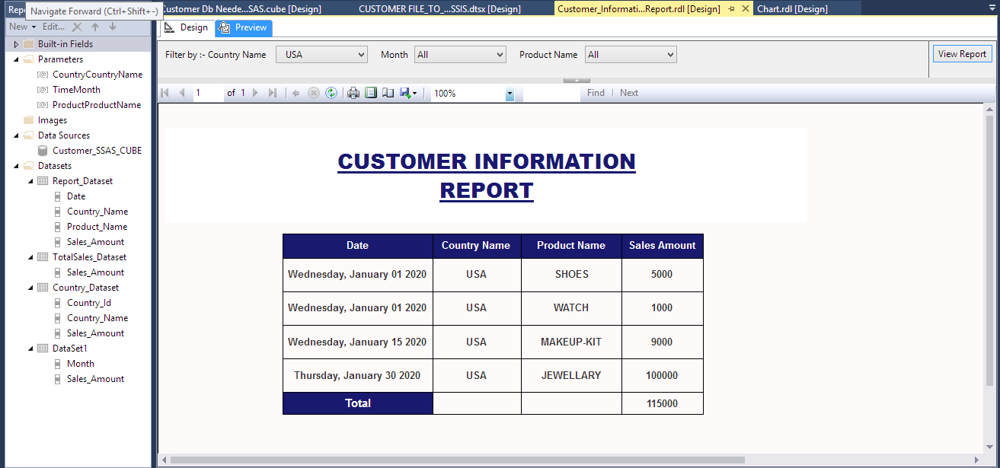 Repo
Navigate Forward (Ctrl+Shift+-)
Customer Db Neede...SAS.cube [Design]
CUSTOMER FILE_TO_...SSIS.dtsx [Design]
Customer_Informati...Report.rdl [Design]
Chart.rdl [Design]
New
Edit...
Design
Preview
Built-in Fields
Parameters
CountryCountryName
TimeMonth
ProductProductName
Images
Data Sources
Customer_SSAS_CUBE
Datasets
Report_Dataset
Date
Country_Name
Product_Name
Sales_Amount
TotalSales_Dataset
Sales_Amount
Country_Dataset
Country_Id
Country_Name
Sales_Amount
DataSet1
Month
Sales_Amount
Filter by :- Country Name USA Month All Product Name All View Report
1 of 1 100% Find | Next
CUSTOMER INFORMATION
REPORT
Date Country Name Product Name Sales Amount
Wednesday, January 01 2020 USA SHOES 5000
Wednesday, January 01 2020 USA WATCH 1000
Wednesday, January 15 2020 USA MAKEUP-KIT 9000
Thursday, January 30 2020 USA JEWELLARY 100000
Total 115000